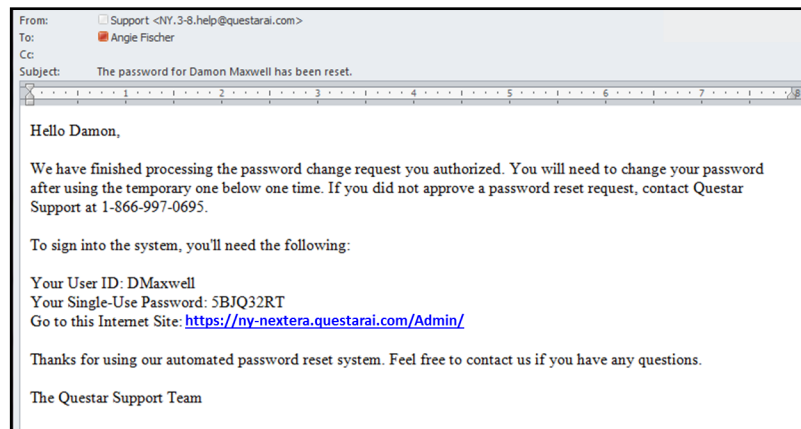 From: Support <NY.3-8.help@questarai.com>
To: Angie Fischer
Cc:
Subject: The password for Damon Maxwell has been reset.
1 2 3 4 5 6 7 8
Hello Damon,
We have finished processing the password change request you authorized. You will need to change your password
after using the temporary one below one time. If you did not approve a password reset request, contact Questar
Support at 1-866-997-0695.
To sign into the system, you'll need the following:
Your User ID: DMaxwell
Your Single-Use Password: 5BJQ32RT
Go to this Internet Site: https://ny-nextera.questarai.com/Admin/
Thanks for using our automated password reset system. Feel free to contact us if you have any questions.
The Questar Support Team